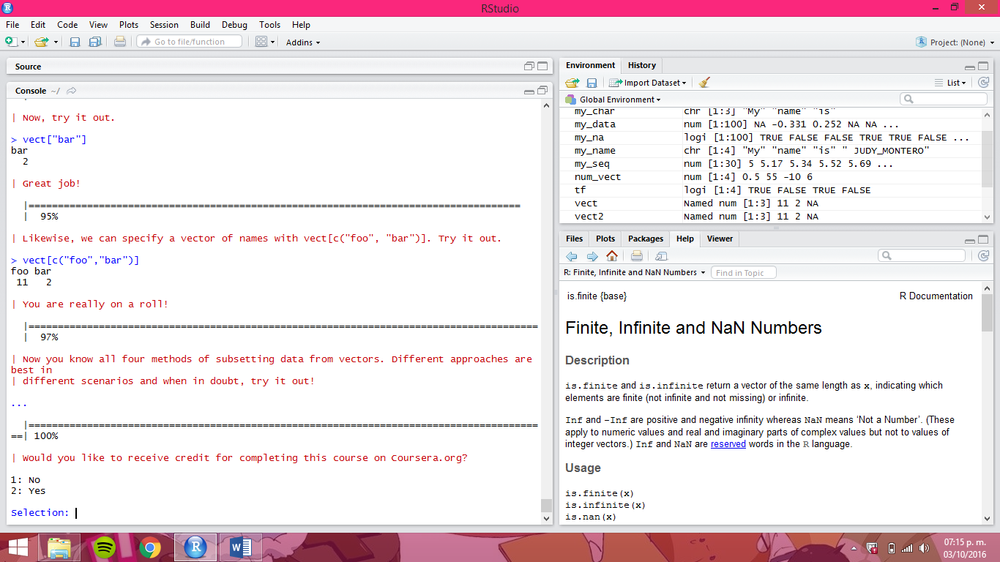 RStudio
File Edit Code View Plots Session Build Debug Tools Help
Go to file/function Addins Project: (None)
Source
Console ~/
| Now, try it out.
> vect["bar"]
bar
2
| Great job!
|====================================================================================
| 95%
| Likewise, we can specify a vector of names with vect[c("foo", "bar")]. Try it out.
> vect[c("foo","bar")]
foo bar
11 2
| You are really on a roll!
|=======================================================================================
| 97%
| Now you know all four methods of subsetting data from vectors. Different approaches are
best in
| different scenarios and when in doubt, try it out!
...
|=======================================================================================
==| 100%
| Would you like to receive credit for completing this course on Coursera.org?
1: No
2: Yes
Selection:
Environment History
Import Dataset List
Global Environment
my_char chr [1:3] "My" "name" "is"
my_data num [1:100] NA -0.331 0.252 NA NA ...
my_na logi [1:100] TRUE FALSE FALSE TRUE TRUE FALSE ...
my_name chr [1:4] "My" "name" "is" " JUDY_MONTERO"
my_seq num [1:30] 5 5.17 5.34 5.52 5.69 ...
num_vect num [1:4] 0.5 55 -10 6
tf logi [1:4] TRUE FALSE TRUE FALSE
vect Named num [1:3] 11 2 NA
vect2 Named num [1:3] 11 2 NA
Files Plots Packages Help Viewer
R: Finite, Infinite and NaN Numbers Find in Topic
is.finite {base} R Documentation
Finite, Infinite and NaN Numbers
Description
is.finite and is.infinite return a vector of the same length as x, indicating which
elements are finite (not infinite and not missing) or infinite.
Inf and -Inf are positive and negative infinity whereas NaN means ‘Not a Number’. (These
apply to numeric values and real and imaginary parts of complex values but not to values of
integer vectors.) Inf and NaN are reserved words in the R language.
Usage
is.finite(x)
is.infinite(x)
is.nan(x)
07:15 p. m.
03/10/2016